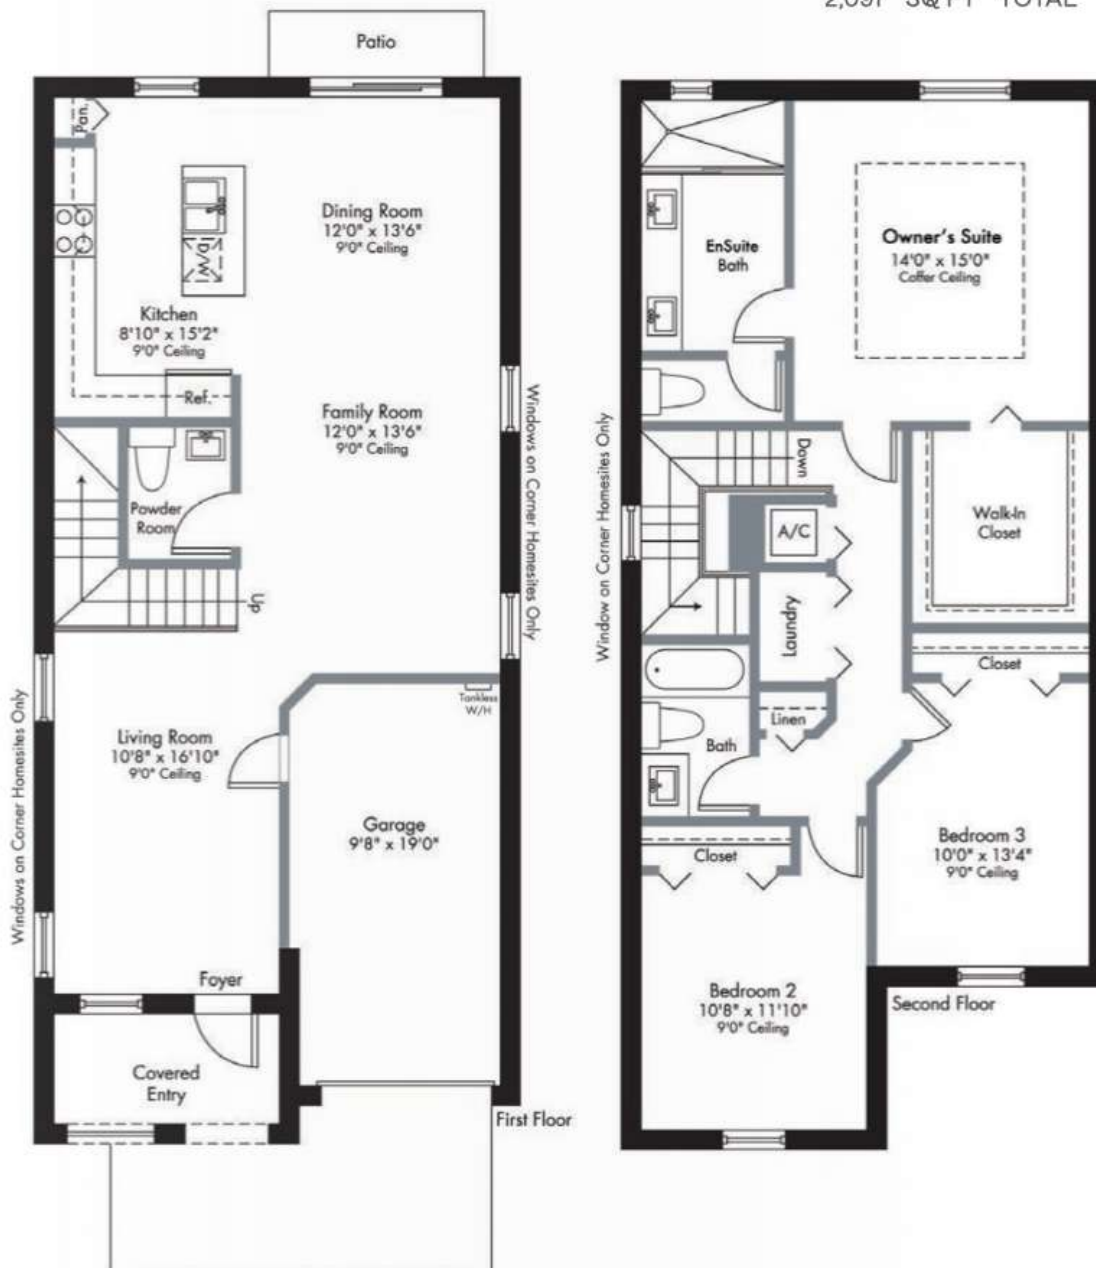 2,091 SQ FT TOTAL
Patio
Pan.
Dining Room
12'0" x 13'6"
9'0" Ceiling
D/W
Kitchen
8'10" x 15'2"
9'0" Ceiling
Ref.
Family Room
12'0" x 13'6"
9'0" Ceiling
Windows on Corner Homesites Only
Powder
Room
Up
Tankless
W/H
Windows on Corner Homesites Only
Living Room
10'8" x 16'10"
9'0" Ceiling
Garage
9'8" x 19'0"
Foyer
Covered
Entry
First Floor
EnSuite
Bath
Owner's Suite
14'0" x 15'0"
Coffer Ceiling
Window on Corner Homesites Only
Down
A/C
Walk-In
Closet
Laundry
Closet
Linen
Bath
Closet
Bedroom 3
10'0" x 13'4"
9'0" Ceiling
Bedroom 2
10'8" x 11'10"
9'0" Ceiling
Second Floor